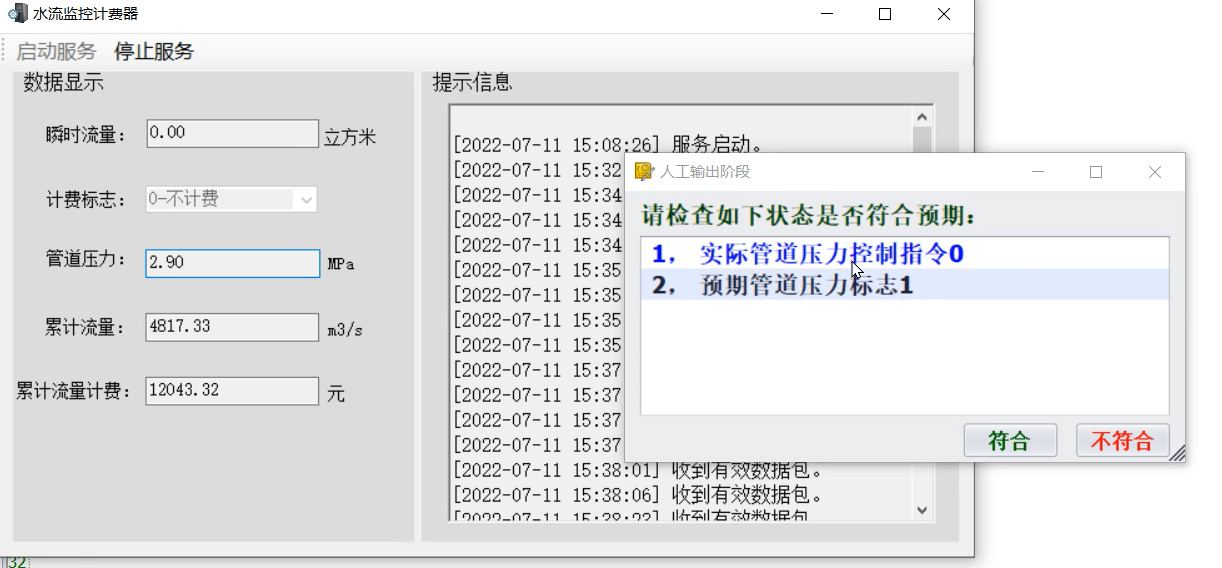 水流监控计费器
启动服务 停止服务
数据显示
瞬时流量： 0.00 立方米
计费标志： 0-不计费
管道压力： 2.90 MPa
累计流量： 4817.33 m3/s
累计流量计费： 12043.32 元
提示信息
[2022-07-11 15:08:26] 服务启动。
[2022-07-11 15:32
[2022-07-11 15:34
[2022-07-11 15:34
[2022-07-11 15:34
[2022-07-11 15:35
[2022-07-11 15:35
[2022-07-11 15:35
[2022-07-11 15:35
[2022-07-11 15:37
[2022-07-11 15:37
[2022-07-11 15:37
[2022-07-11 15:37
[2022-07-11 15:38:01] 收到有效数据包。
[2022-07-11 15:38:06] 收到有效数据包。
人工输出阶段
请检查如下状态是否符合预期：
1， 实际管道压力控制指令0
2， 预期管道压力标志1
符合 不符合
32